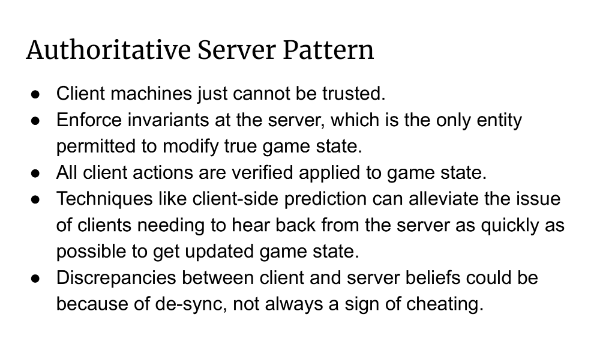 Authoritative Server Pattern
● Client machines just cannot be trusted.
● Enforce invariants at the server, which is the only entity
permitted to modify true game state.
● All client actions are verified applied to game state.
● Techniques like client-side prediction can alleviate the issue
of clients needing to hear back from the server as quickly as
possible to get updated game state.
● Discrepancies between client and server beliefs could be
because of de-sync, not always a sign of cheating.